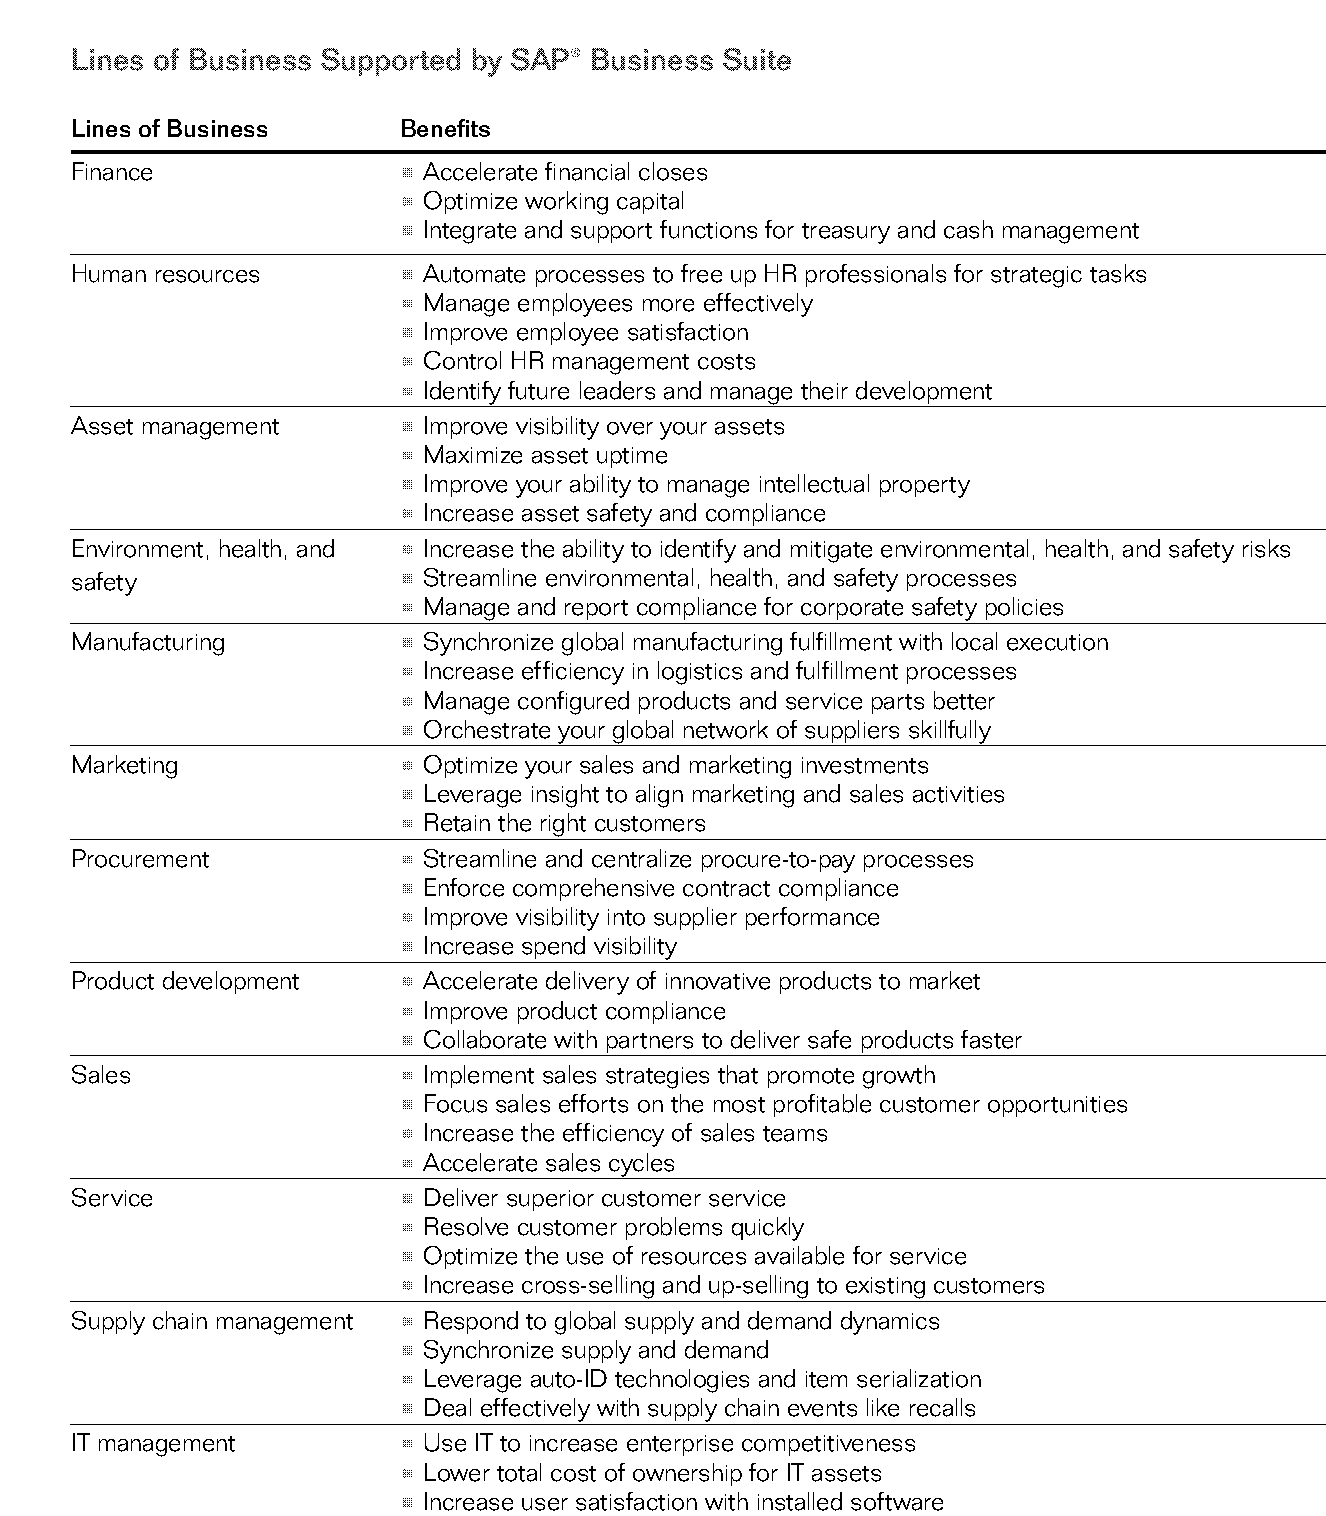 Lines of Business Supported by SAP® Business Suite
Lines of Business Benefits
Finance
Accelerate financial closes
Optimize working capital
Integrate and support functions for treasury and cash management
Human resources
Automate processes to free up HR professionals for strategic tasks
Manage employees more effectively
Improve employee satisfaction
Control HR management costs
Identify future leaders and manage their development
Asset management
Improve visibility over your assets
Maximize asset uptime
Improve your ability to manage intellectual property
Increase asset safety and compliance
Environment, health, and
safety
Increase the ability to identify and mitigate environmental, health, and safety risks
Streamline environmental, health, and safety processes
Manage and report compliance for corporate safety policies
Manufacturing
Synchronize global manufacturing fulfillment with local execution
Increase efficiency in logistics and fulfillment processes
Manage configured products and service parts better
Orchestrate your global network of suppliers skillfully
Marketing
Optimize your sales and marketing investments
Leverage insight to align marketing and sales activities
Retain the right customers
Procurement
Streamline and centralize procure-to-pay processes
Enforce comprehensive contract compliance
Improve visibility into supplier performance
Increase spend visibility
Product development
Accelerate delivery of innovative products to market
Improve product compliance
Collaborate with partners to deliver safe products faster
Sales
Implement sales strategies that promote growth
Focus sales efforts on the most profitable customer opportunities
Increase the efficiency of sales teams
Accelerate sales cycles
Service
Deliver superior customer service
Resolve customer problems quickly
Optimize the use of resources available for service
Increase cross-selling and up-selling to existing customers
Supply chain management
Respond to global supply and demand dynamics
Synchronize supply and demand
Leverage auto-ID technologies and item serialization
Deal effectively with supply chain events like recalls
IT management
Use IT to increase enterprise competitiveness
Lower total cost of ownership for IT assets
Increase user satisfaction with installed software